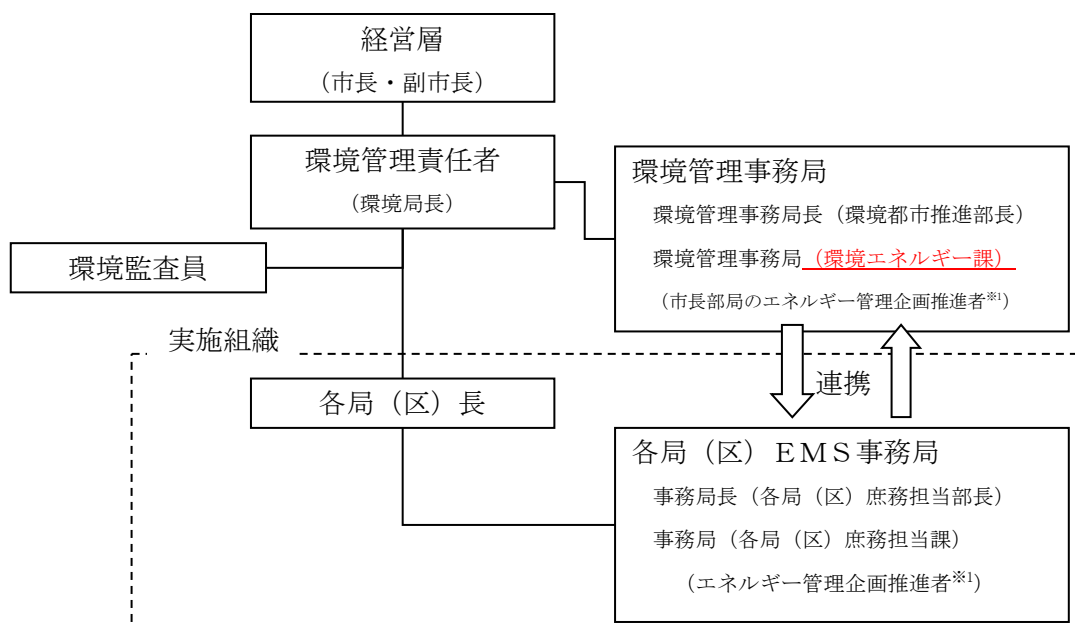 経営層
（市長・副市長）
環境管理責任者
（環境局長）
環境管理事務局
環境管理事務局長（環境都市推進部長）
環境管理事務局（環境エネルギー課）
（市長部局のエネルギー管理企画推進者※1）
環境監査員
実施組織
連携
各局（区）長
各局（区）ＥＭＳ事務局
事務局長（各局（区）庶務担当部長）
事務局（各局（区）庶務担当課）
（エネルギー管理企画推進者※1）